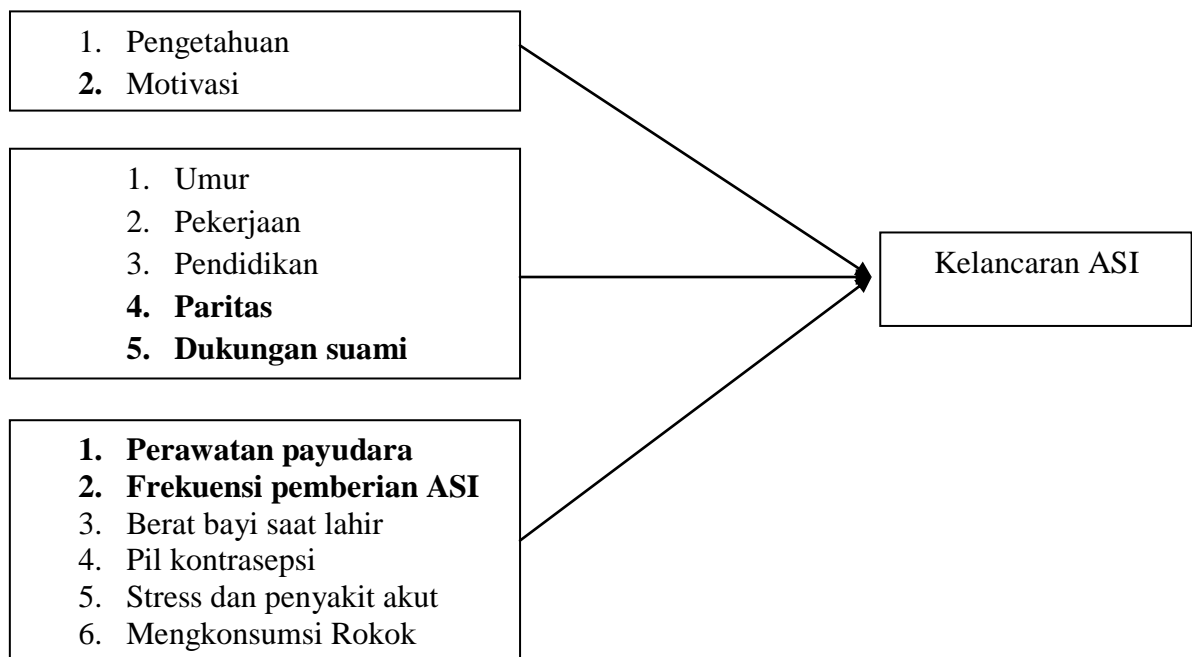 1. Pengetahuan
2. Motivasi
1. Umur
2. Pekerjaan
3. Pendidikan
4. Paritas
5. Dukungan suami
Kelancaran ASI
1. Perawatan payudara
2. Frekuensi pemberian ASI
3. Berat bayi saat lahir
4. Pil kontrasepsi
5. Stress dan penyakit akut
6. Mengkonsumsi Rokok